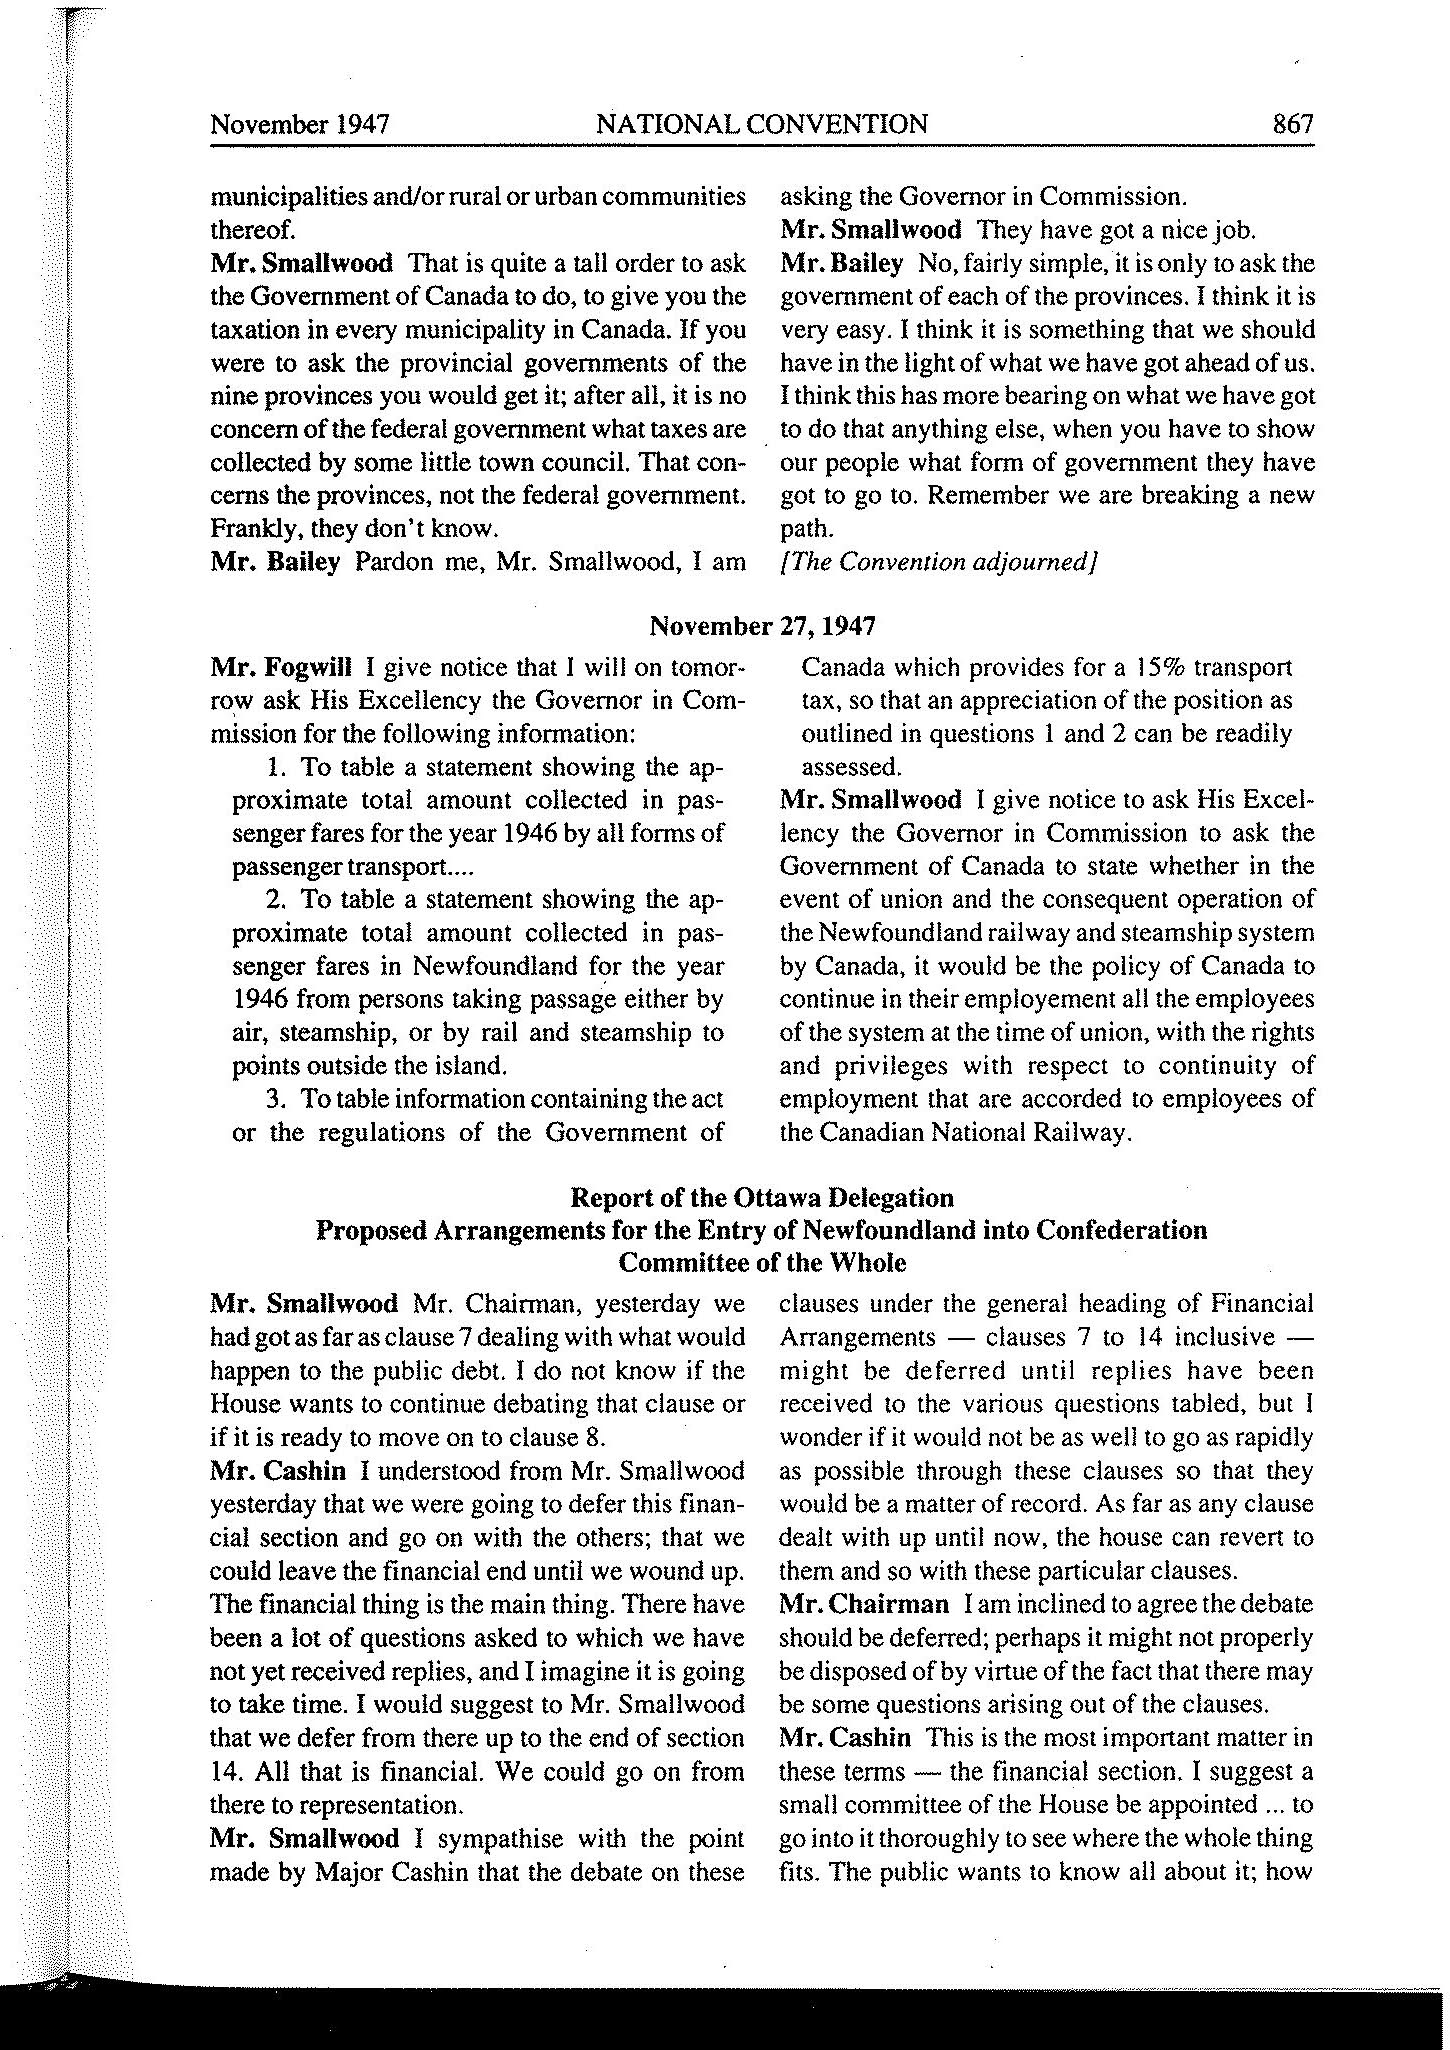 November 1947 NATIONAL CONVENTION 867
municipalities and/or rural or urban communities
thereof.
Mr. Smallwood That is quite a tall order to ask
the Government of Canada to do, to give you the
taxation in every municipality in Canada. If you
were to ask the provincial governments of the
nine provinces you would get it; after all, it is no
concern of the federal government what taxes are
collected by some little town council. That con-
cerns the provinces, not the federal government.
Frankly, they don't know.
Mr. Bailey Pardon me, Mr. Smallwood, I am
asking the Governor in Commission.
Mr. Smallwood They have got a nice job.
Mr. Bailey No, fairly simple, it is only to ask the
government of each of the provinces. I think it is
very easy. I think it is something that we should
have in the light of what we have got ahead of us.
I think this has more bearing on what we have got
to do that anything else, when you have to show
our people what form of government they have
got to go to. Remember we are breaking a new
path.
[The Convention adjourned]
November 27, 1947
Mr. Fogwill I give notice that I will on tomor-
row ask His Excellency the Governor in Com-
mission for the following information:
1. To table a statement showing the ap-
proximate total amount collected in pas-
senger fares for the year 1946 by all forms of
passenger transport....
2. To table a statement showing the ap-
proximate total amount collected in pas-
senger fares in Newfoundland for the year
1946 from persons taking passage either by
air, steamship, or by rail and steamship to
points outside the island.
3. To table information containing the act
or the regulations of the Government of
Canada which provides for a 15% transport
tax, so that an appreciation of the position as
outlined in questions 1 and 2 can be readily
assessed.
Mr. Smallwood I give notice to ask His Excel-
lency the Governor in Commission to ask the
Government of Canada to state whether in the
event of union and the consequent operation of
the Newfoundland railway and steamship system
by Canada, it would be the policy of Canada to
continue in their employement all the employees
of the system at the time of union, with the rights
and privileges with respect to continuity of
employment that are accorded to employees of
the Canadian National Railway.
Report of the Ottawa Delegation
Proposed Arrangements for the Entry of Newfoundland into Confederation
Committee of the Whole
Mr. Smallwood Mr. Chairman, yesterday we
had got as far as clause 7 dealing with what would
happen to the public debt. I do not know if the
House wants to continue debating that clause or
if it is ready to move on to clause 8.
Mr. Cashin I understood from Mr. Smallwood
yesterday that we were going to defer this finan-
cial section and go on with the others; that we
could leave the financial end until we wound up.
The financial thing is the main thing. There have
been a lot of questions asked to which we have
not yet received replies, and I imagine it is going
to take time. I would suggest to Mr. Smallwood
that we defer from there up to the end of section
14. All that is financial. We could go on from
there to representation.
Mr. Smallwood I sympathise with the point
made by Major Cashin that the debate on these
clauses under the general heading of Financial
Arrangements — clauses 7 to 14 inclusive —
might be deferred until replies have been
received to the various questions tabled, but I
wonder if it would not be as well to go as rapidly
as possible through these clauses so that they
would be a matter of record. As far as any clause
dealt with up until now, the house can revert to
them and so with these particular clauses.
Mr. Chairman I am inclined to agree the debate
should be deferred; perhaps it might not properly
be disposed of by virtue of the fact that there may
be some questions arising out of the clauses.
Mr. Cashin This is the most important matter in
these terms — the financial section. I suggest a
small committee of the House be appointed ... to
go into it thoroughly to see where the whole thing
fits. The public wants to know all about it; how